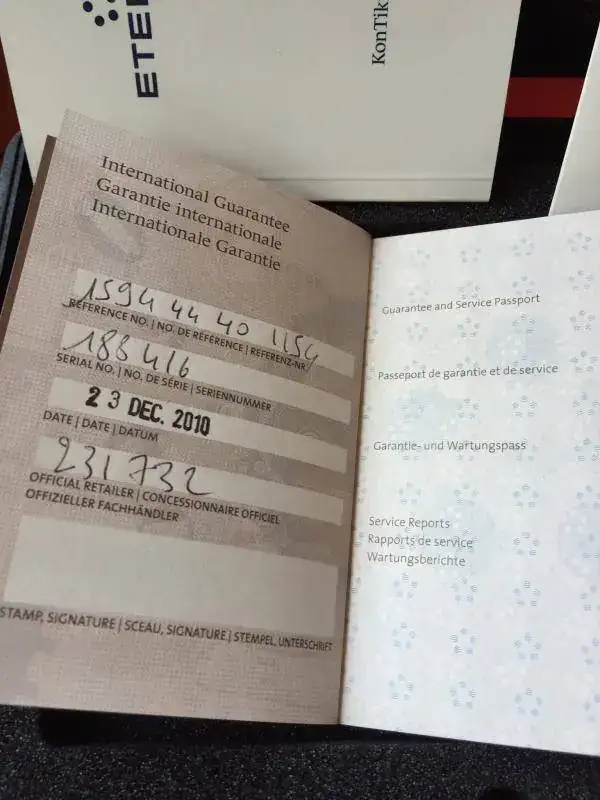 ETER
KonTik
International Guarantee
Garantie internationale
Internationale Garantie
1594 44 40 1154
REFERENCE NO. | NO. DE RÉFÉRENCE | REFERENZ-NR.
188416
SERIAL NO. | NO. DE SÉRIE | SERIENNUMMER
23 DEC. 2010
DATE | DATE | DATUM
231732
OFFICIAL RETAILER | CONCESSIONNAIRE OFFICIEL
OFFIZIELLER FACHHÄNDLER
STAMP, SIGNATURE | SCEAU, SIGNATURE | STEMPEL, UNTERSCHRIFT
Guarantee and Service Passport
Passeport de garantie et de service
Garantie- und Wartungspass
Service Reports
Rapports de service
Wartungsberichte